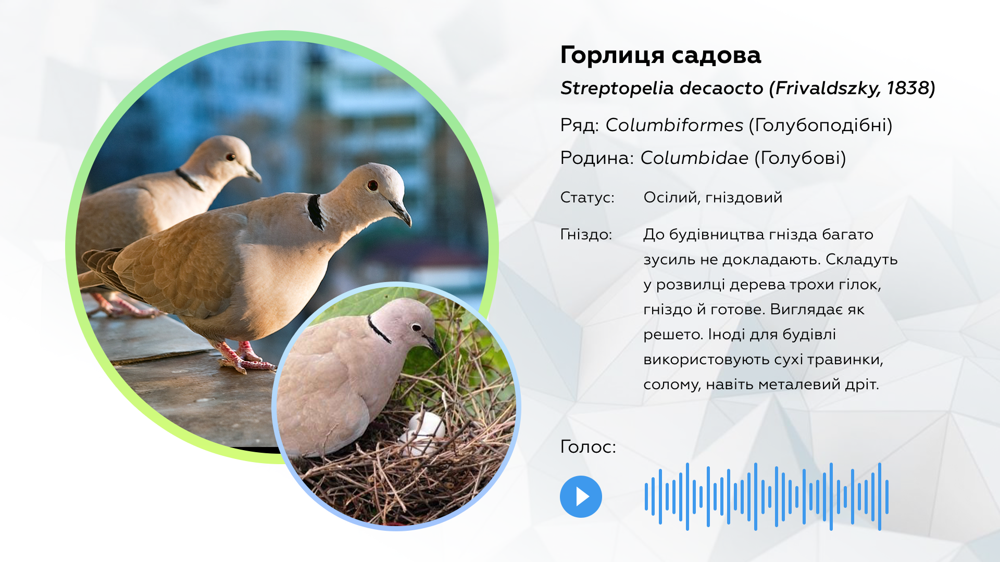 Горлиця садова
Streptopelia decaocto (Frivaldszky, 1838)
Ряд: Columbiformes (Голубоподібні)
Родина: Columbidae (Голубові)
Статус: Осілий, гніздовий
Гніздо: До будівництва гнізда багато
зусиль не докладають. Складуть
у розвилці дерева трохи гілок,
гніздо й готове. Виглядає як
решето. Іноді для будівлі
використовують сухі травинки,
солому, навіть металевий дріт.
Голос: